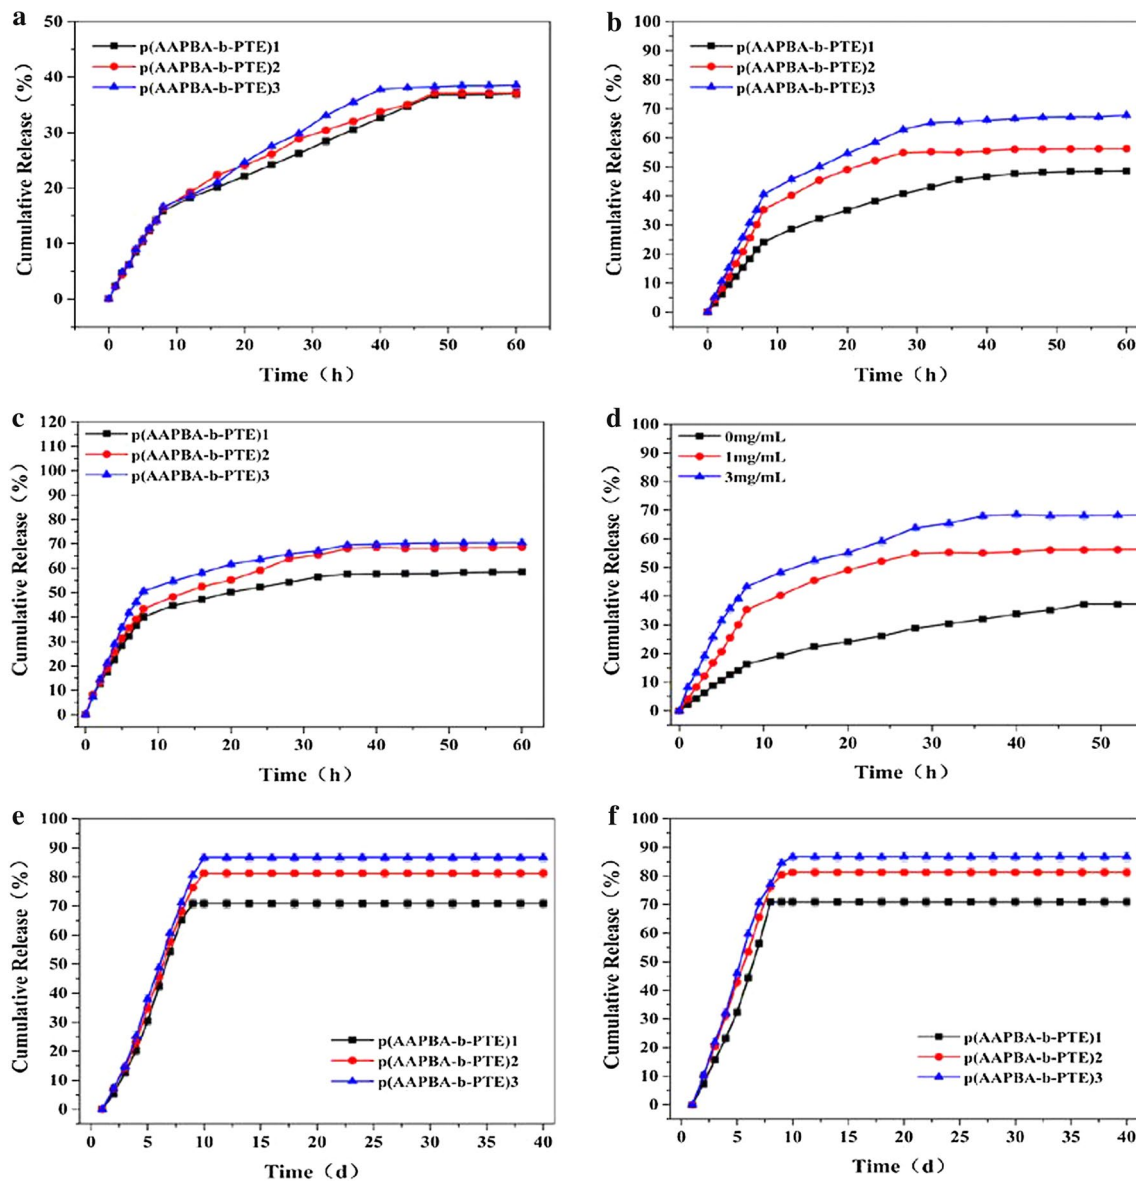 a
50
40
30
20
10
0
Cumulative Release (%)
p(AAPBA-b-PTE)1
p(AAPBA-b-PTE)2
p(AAPBA-b-PTE)3
0 10 20 30 40 50 60
Time (h)
b
100
90
80
70
60
50
40
30
20
10
0
Cumulative Release (%)
p(AAPBA-b-PTE)1
p(AAPBA-b-PTE)2
p(AAPBA-b-PTE)3
0 10 20 30 40 50 60
Time (h)
c
120
110
100
90
80
70
60
50
40
30
20
10
0
Cumulative Release (%)
p(AAPBA-b-PTE)1
p(AAPBA-b-PTE)2
p(AAPBA-b-PTE)3
0 10 20 30 40 50 60
Time (h)
d
100
90
80
70
60
50
40
30
20
10
0
Cumulative Release (%)
0mg/mL
1mg/mL
3mg/mL
0 10 20 30 40 50
Time (h)
e
100
90
80
70
60
50
40
30
20
10
0
Cumulative Release (%)
p(AAPBA-b-PTE)1
p(AAPBA-b-PTE)2
p(AAPBA-b-PTE)3
0 5 10 15 20 25 30 35 40
Time (d)
f
100
90
80
70
60
50
40
30
20
10
0
Cumulative Release (%)
p(AAPBA-b-PTE)1
p(AAPBA-b-PTE)2
p(AAPBA-b-PTE)3
0 5 10 15 20 25 30 35 40
Time (d)